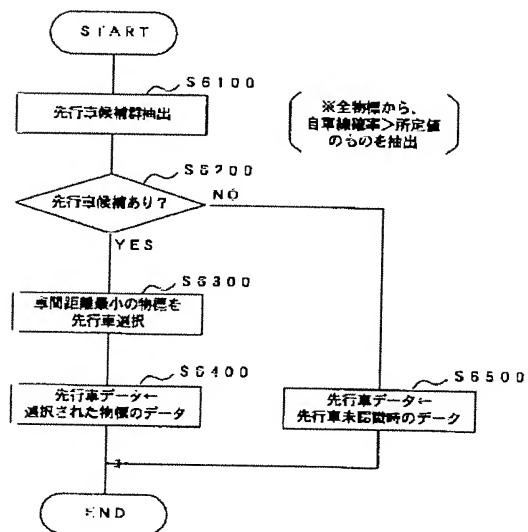 START
S6100
先行車候補群抽出
※全物標から、
自車線確率＞所定値
のものを抽出
S6200
先行車候補あり？
NO
YES
S6300
車間距離最小の物標を
先行車選択
S6400
先行車データ←
選択された物標のデータ
S6500
先行車データ←
先行車未認識時のデータ
END